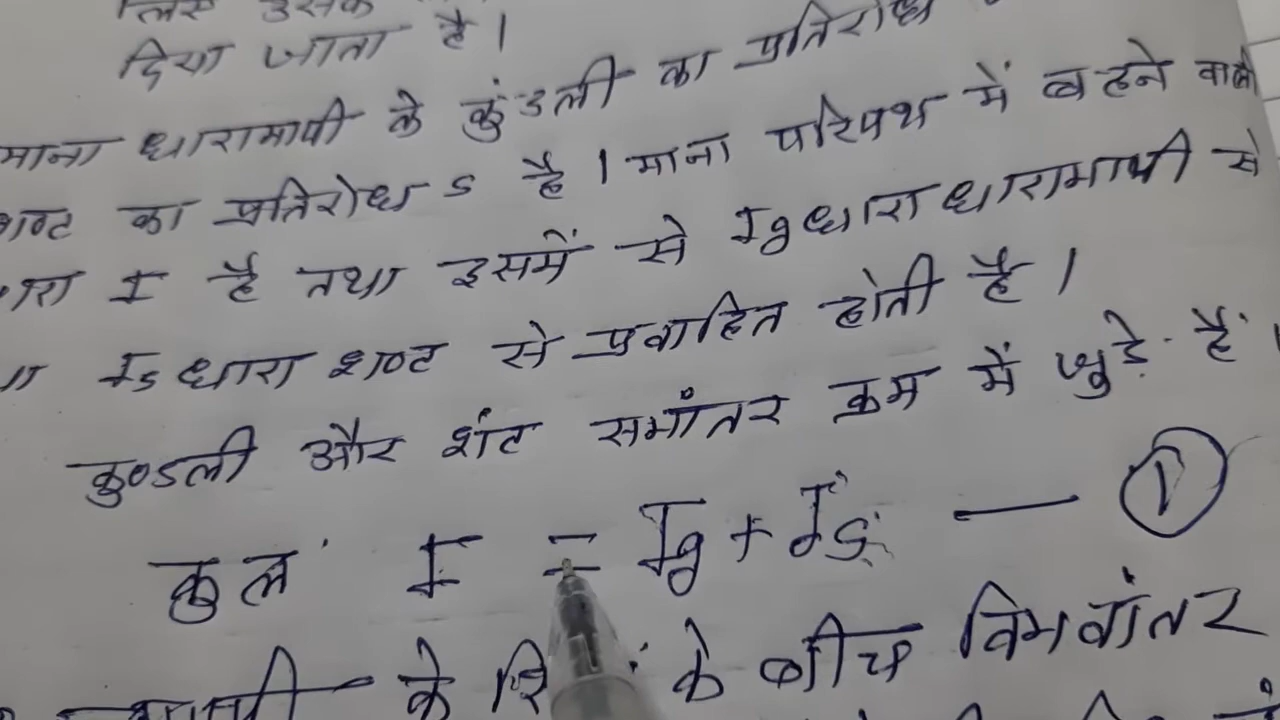 लिए उसके
दिया जाता है।
माना धारामापी के कुंडली का प्रतिरोध
का प्रतिरोध S है। माना परिपथ में बहने वाली
I है तथा इसमें से Ig धारा धारामापी से
Is धारा शण्ट से प्रवाहित होती है।
कुण्डली और शंट समांतर क्रम में जुड़े हैं।
कुल I = Ig + Is — 1
के बीच विभवांतर